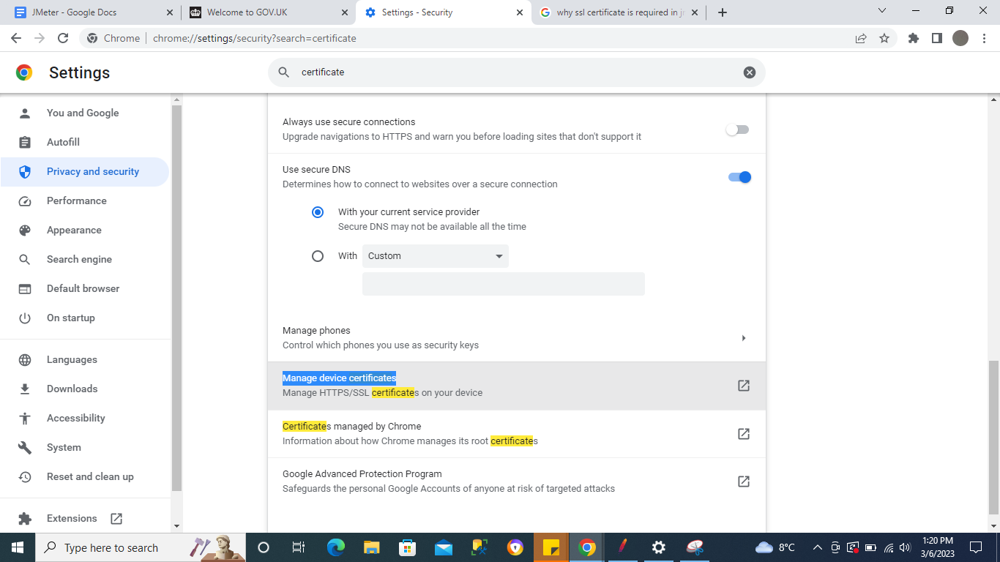 JMeter - Google Docs
Welcome to GOV.UK
Settings - Security
why ssl certificate is required in
Chrome
chrome://settings/security?search=certificate
Settings
certificate
You and Google
Autofill
Privacy and security
Performance
Appearance
Search engine
Default browser
On startup
Languages
Downloads
Accessibility
System
Reset and clean up
Extensions
Always use secure connections
Upgrade navigations to HTTPS and warn you before loading sites that don't support it
Use secure DNS
Determines how to connect to websites over a secure connection
With your current service provider
Secure DNS may not be available all the time
With
Custom
Manage phones
Control which phones you use as security keys
Manage device certificates
Manage HTTPS/SSL certificates on your device
Certificates managed by Chrome
Information about how Chrome manages its root certificates
Google Advanced Protection Program
Safeguards the personal Google Accounts of anyone at risk of targeted attacks
Type here to search
8°C
1:20 PM
3/6/2023